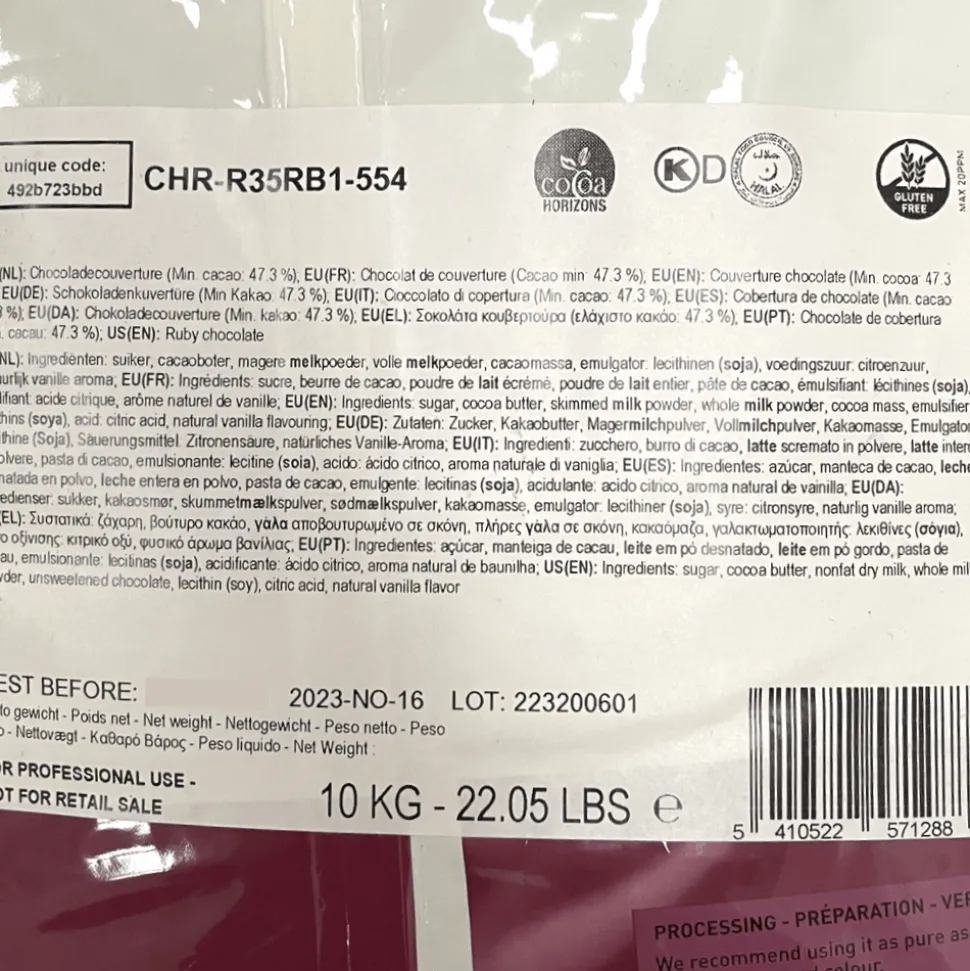 unique code:
492b723bbd
CHR-R35RB1-554
cocoa
HORIZONS
K D
حلال
HALAL
GLUTEN
FREE
MAX 20PPM
(NL): Chocoladecouverture (Min. cacao: 47.3 %); EU(FR): Chocolat de couverture (Cacao min: 47.3 %); EU(EN): Couverture chocolate (Min. cocoa: 47.3
EU(DE): Schokoladenkuvertüre (Min Kakao: 47.3 %), EU(IT): Cioccolato di copertura (Min. cacao: 47.3 %); EU(ES): Cobertura de chocolate (Min. cacao
%); EU(DA): Chokoladecouverture (Min. kakao: 47.3 %), EU(EL): Σοκολάτα κουβερτούρα (ελάχιστο κακάο: 47.3 %); EU(PT): Chocolate de cobertura
. cacau: 47.3 %); US(EN): Ruby chocolate
NL): Ingrediënten: suiker, cacaoboter, magere melkpoeder, volle melkpoeder, cacaomassa, emulgator: lecithinen (soja), voedingszuur: citroenzuur,
urlijk vanille aroma; EU(FR): Ingrédients: sucre, beurre de cacao, poudre de lait écrémé, poudre de lait entier, pâte de cacao, émulsifiant: lécithines (soja),
lifiant: acide citrique, arôme naturel de vanille; EU(EN): Ingredients: sugar, cocoa butter, skimmed milk powder, whole milk powder, cocoa mass, emulsifier
thins (soya), acid: citric acid, natural vanilla flavouring; EU(DE): Zutaten: Zucker, Kakaobutter, Magermilchpulver, Vollmilchpulver, Kakaomasse, Emulgator
ithine (Soja), Säuerungsmittel: Zitronensäure, natürliches Vanille-Aroma; EU(IT): Ingredienti: zucchero, burro di cacao, latte scremato in polvere, latte intero
olvere, pasta di cacao, emulsionante: lecitine (soia), acido: ácido citrico, aroma naturale di vaniglia; EU(ES): Ingredientes: azúcar, manteca de cacao, leche
natada en polvo, leche entera en polvo, pasta de cacao, emulgente: lecitinas (soja), acidulante: acido citrico, aroma natural de vainilla; EU(DA):
edienser: sukker, kakaosmør, skummetmælkspulver, sødmælkspulver, kakaomasse, emulgator: lecithiner (soja), syre: citronsyre, naturlig vanille aroma;
(EL): Συστατικά: ζάχαρη, βούτυρο κακάο, γάλα αποβουτυρωμένο σε σκόνη, πλήρες γάλα σε σκόνη, κακαόμαζα, γαλακτωματοποιητής: λεκιθίνες (σόγια),
ο οξίνισης: κιτρικό οξύ, φυσικό άρωμα βανίλιας; EU(PT): Ingredientes: açúcar, manteiga de cacau, leite em pó desnatado, leite em pó gordo, pasta de
au, emulsionante: lecitinas (soja), acidificante: ácido cítrico, aroma natural de baunilha; US(EN): Ingredients: sugar, cocoa butter, nonfat dry milk, whole mil
wder, unsweetened chocolate, lecithin (soy), citric acid, natural vanilla flavor
EST BEFORE: 2023-NO-16 LOT: 223200601
to gewicht - Poids net - Net weight - Nettogewicht - Peso netto - Peso
o - Nettovægt - Καθαρό Βάρος - Peso líquido - Net Weight :
R PROFESSIONAL USE -
OT FOR RETAIL SALE
10 KG - 22.05 LBS e
5 410522 571288
PROCESSING - PRÉPARATION - VER
We recommend using it as pure as
colour